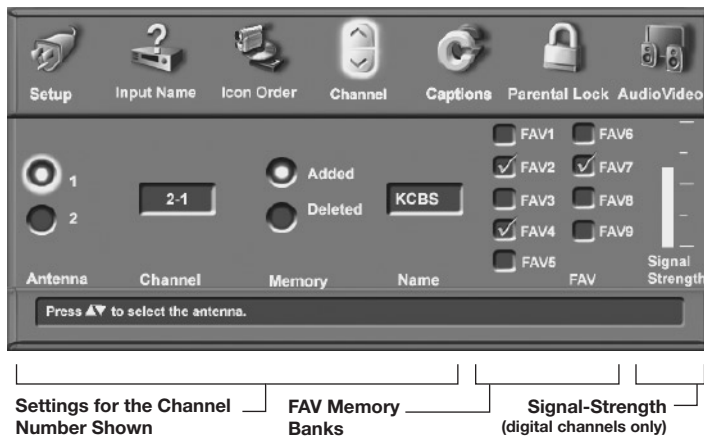 Setup Input Name Icon Order Channel Captions Parental Lock AudioVideo
1
2
2-1
Added
Deleted
KCBS
FAV1 FAV6
FAV2 FAV7
FAV3 FAV8
FAV4 FAV9
FAV5
Antenna Channel Memory Name FAV Signal Strength
Press ▲▼ to select the antenna.
Settings for the Channel
Number Shown
FAV Memory
Banks
Signal-Strength
(digital channels only)